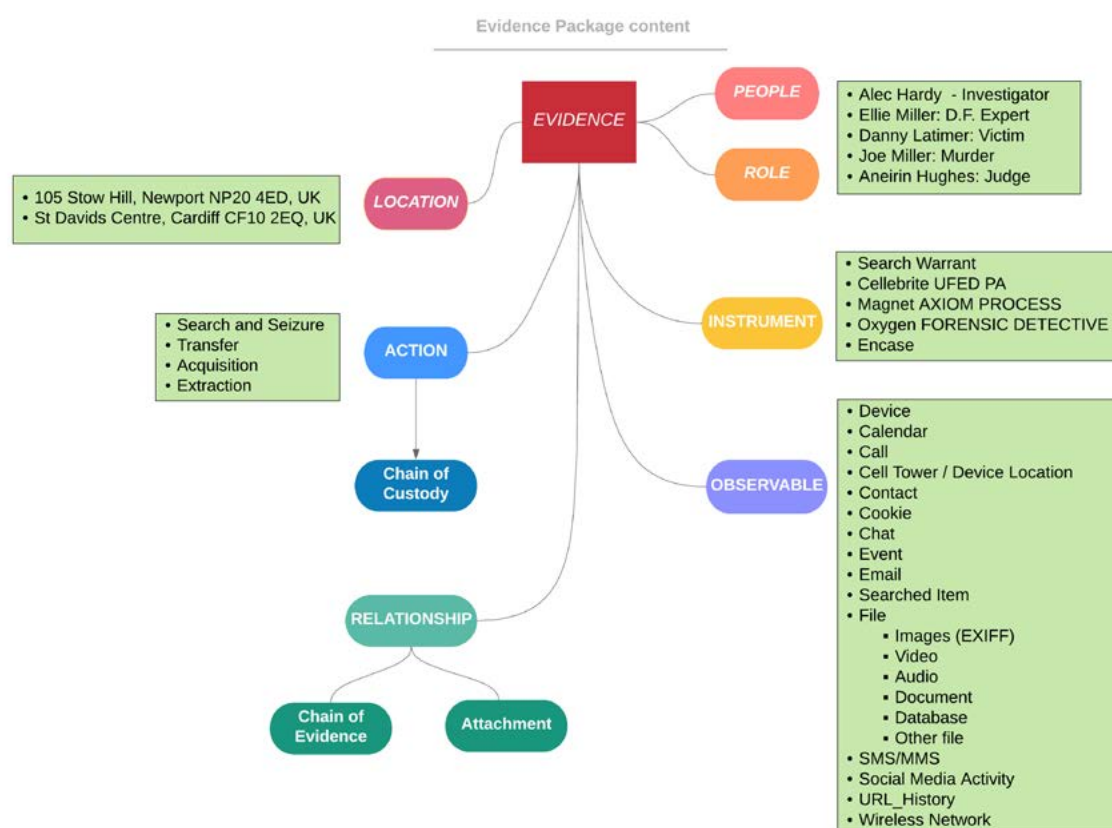 Evidence Package content
EVIDENCE
PEOPLE
ROLE
• Alec Hardy - Investigator
• Ellie Miller: D.F. Expert
• Danny Latimer: Victim
• Joe Miller: Murder
• Aneirin Hughes: Judge
LOCATION
• 105 Stow Hill, Newport NP20 4ED, UK
• St Davids Centre, Cardiff CF10 2EQ, UK
INSTRUMENT
• Search Warrant
• Cellebrite UFED PA
• Magnet AXIOM PROCESS
• Oxygen FORENSIC DETECTIVE
• Encase
ACTION
• Search and Seizure
• Transfer
• Acquisition
• Extraction
Chain of
Custody
OBSERVABLE
• Device
• Calendar
• Call
• Cell Tower / Device Location
• Contact
• Cookie
• Chat
• Event
• Email
• Searched Item
• File
▪ Images (EXIFF)
▪ Video
▪ Audio
▪ Document
▪ Database
▪ Other file
• SMS/MMS
• Social Media Activity
• URL_History
• Wireless Network
RELATIONSHIP
Chain of
Evidence
Attachment